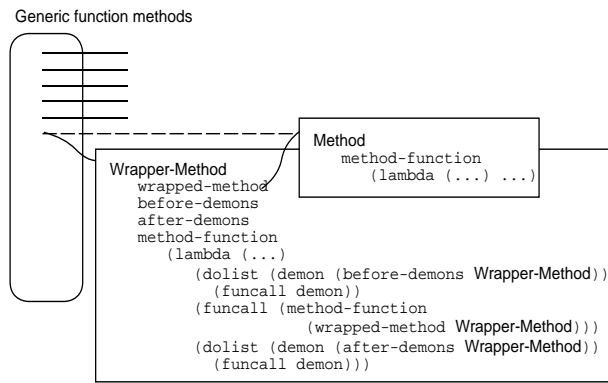 Generic function methods
Method
method-function
(lambda (...) ...)
Wrapper-Method
wrapped-method
before-demons
after-demons
method-function
(lambda (...)
(dolist (demon (before-demons Wrapper-Method))
(funcall demon))
(funcall (method-function
(wrapped-method Wrapper-Method)))
(dolist (demon (after-demons Wrapper-Method))
(funcall demon)))